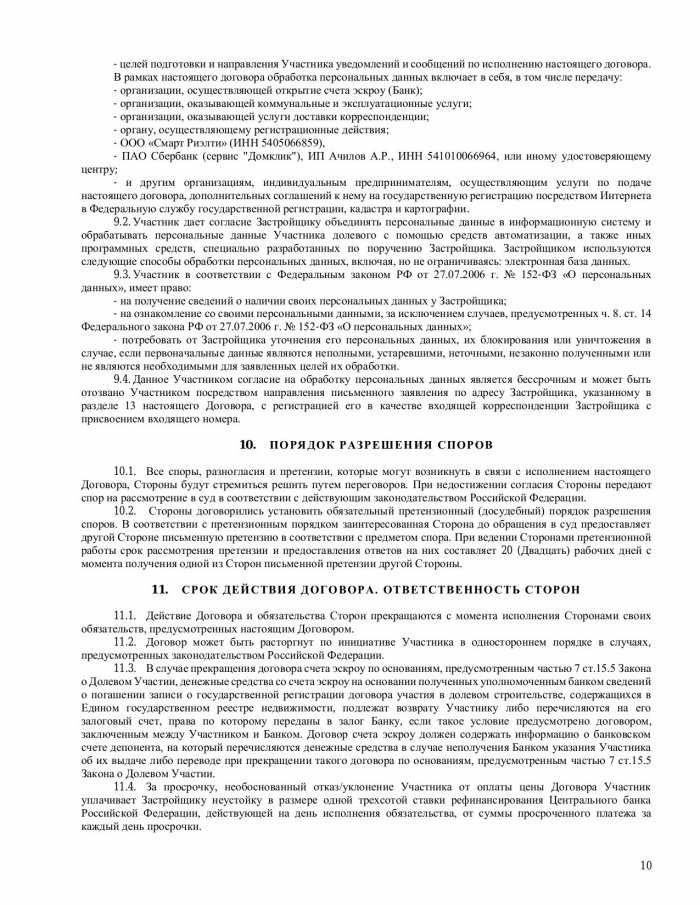 - целей подготовки и направления Участника уведомлений и сообщений по исполнению настоящего договора.
В рамках настоящего договора обработка персональных данных включает в себя, в том числе передачу:
- организации, осуществляющей открытие счета эскроу (Банк);
- организации, оказывающей коммунальные и эксплуатационные услуги;
- организации, оказывающей услуги доставки корреспонденции;
- органу, осуществляющему регистрационные действия;
- ООО «Смарт Риэлти» (ИНН 5405066859),
- ПАО Сбербанк (сервис "Домклик"), ИП Ачилов А.Р., ИНН 541010066964, или иному удостоверяющему
центру;
- и другим организациям, индивидуальным предпринимателям, осуществляющим услуги по подаче
настоящего договора, дополнительных соглашений к нему на государственную регистрацию посредством Интернета
в Федеральную службу государственной регистрации, кадастра и картографии.
9.2. Участник дает согласие Застройщику объединять персональные данные в информационную систему и
обрабатывать персональные данные Участника долевого с помощью средств автоматизации, а также иных
программных средств, специально разработанных по поручению Застройщика. Застройщиком используются
следующие способы обработки персональных данных, включая, но не ограничиваясь: электронная база данных.
9.3. Участник в соответствии с Федеральным законом РФ от 27.07.2006 г. № 152-ФЗ «О персональных
данных», имеет право:
- на получение сведений о наличии своих персональных данных у Застройщика;
- на ознакомление со своими персональными данными, за исключением случаев, предусмотренных ч. 8. ст. 14
Федерального закона РФ от 27.07.2006 г. № 152-ФЗ «О персональных данных»;
- потребовать от Застройщика уточнения его персональных данных, их блокирования или уничтожения в
случае, если первоначальные данные являются неполными, устаревшими, неточными, незаконно полученными или
не являются необходимыми для заявленных целей их обработки.
9.4. Данное Участником согласие на обработку персональных данных является бессрочным и может быть
отозвано Участником посредством направления письменного заявления по адресу Застройщика, указанному в
разделе 13 настоящего Договора, с регистрацией его в качестве входящей корреспонденции Застройщика с
присвоением входящего номера.
10. ПОРЯДОК РАЗРЕШЕНИЯ СПОРОВ
10.1. Все споры, разногласия и претензии, которые могут возникнуть в связи с исполнением настоящего
Договора, Стороны будут стремиться решить путем переговоров. При недостижении согласия Стороны передают
спор на рассмотрение в суд в соответствии с действующим законодательством Российской Федерации.
10.2. Стороны договорились установить обязательный претензионный (досудебный) порядок разрешения
споров. В соответствии с претензионным порядком заинтересованная Сторона до обращения в суд предоставляет
другой Стороне письменную претензию в соответствии с предметом спора. При ведении Сторонами претензионной
работы срок рассмотрения претензии и предоставления ответов на них составляет 20 (Двадцать) рабочих дней с
момента получения одной из Сторон письменной претензии другой Стороны.
11. СРОК ДЕЙСТВИЯ ДОГОВОРА. ОТВЕТСТВЕННОСТЬ СТОРОН
11.1. Действие Договора и обязательства Сторон прекращаются с момента исполнения Сторонами своих
обязательств, предусмотренных настоящим Договором.
11.2. Договор может быть расторгнут по инициативе Участника в одностороннем порядке в случаях,
предусмотренных законодательством Российской Федерации.
11.3. В случае прекращения договора счета эскроу по основаниям, предусмотренным частью 7 ст.15.5 Закона
о Долевом Участии, денежные средства со счета эскроу на основании полученных уполномоченным банком сведений
о погашении записи о государственной регистрации договора участия в долевом строительстве, содержащихся в
Едином государственном реестре недвижимости, подлежат возврату Участнику либо перечисляются на его
залоговый счет, права по которому переданы в залог Банку, если такое условие предусмотрено договором,
заключенным между Участником и Банком. Договор счета эскроу должен содержать информацию о банковском
счете депонента, на который перечисляются денежные средства в случае неполучения Банком указания Участника
об их выдаче либо переводе при прекращении такого договора по основаниям, предусмотренным частью 7 ст.15.5
Закона о Долевом Участии.
11.4. За просрочку, необоснованный отказ/уклонение Участника от оплаты цены Договора Участник
уплачивает Застройщику неустойку в размере одной трехсотой ставки рефинансирования Центрального банка
Российской Федерации, действующей на день исполнения обязательства, от суммы просроченного платежа за
каждый день просрочки.
10